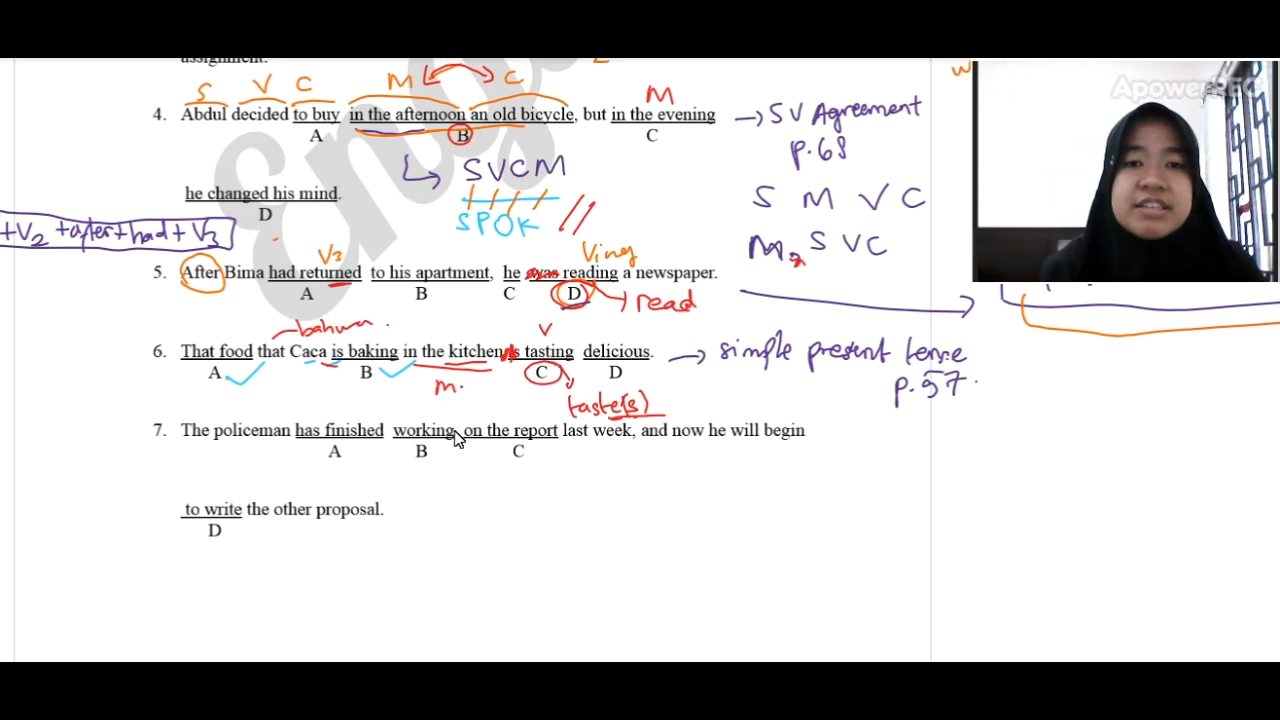 assignment.
S V C M C M
4. Abdul decided to buy in the afternoon an old bicycle, but in the evening → SV Agreement
A B C p.68
↳ SVCM
he changed his mind. S M V C
D SPOK //
+V2 +after+had+V3 M, S V C
V3 Ving
5. After Bima had returned to his apartment, he was reading a newspaper.
A B C D → read
bahwa V
6. That food that Caca is baking in the kitchen is tasting delicious. → simple present tense
A B m. C D p.57
taste(s)
7. The policeman has finished working on the report last week, and now he will begin
A B C
to write the other proposal.
D
Eng
ApowerREC